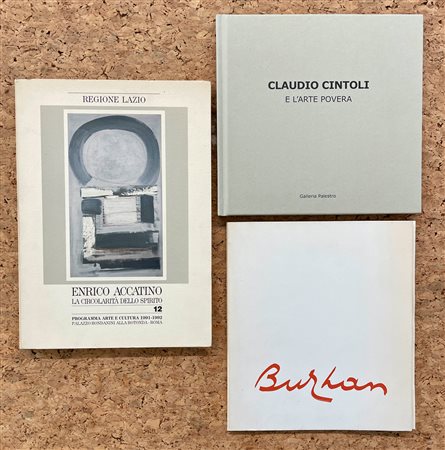 REGIONE LAZIO
ENRICO ACCATINO
LA CIRCOLARITÀ DELLO SPIRITO
12
PROGRAMMA ARTE E CULTURA 1991-1992
PALAZZO RONDANINI ALLA ROTONDA - ROMA
CLAUDIO CINTOLI
E L'ARTE POVERA
Galleria Palestro
Burhan